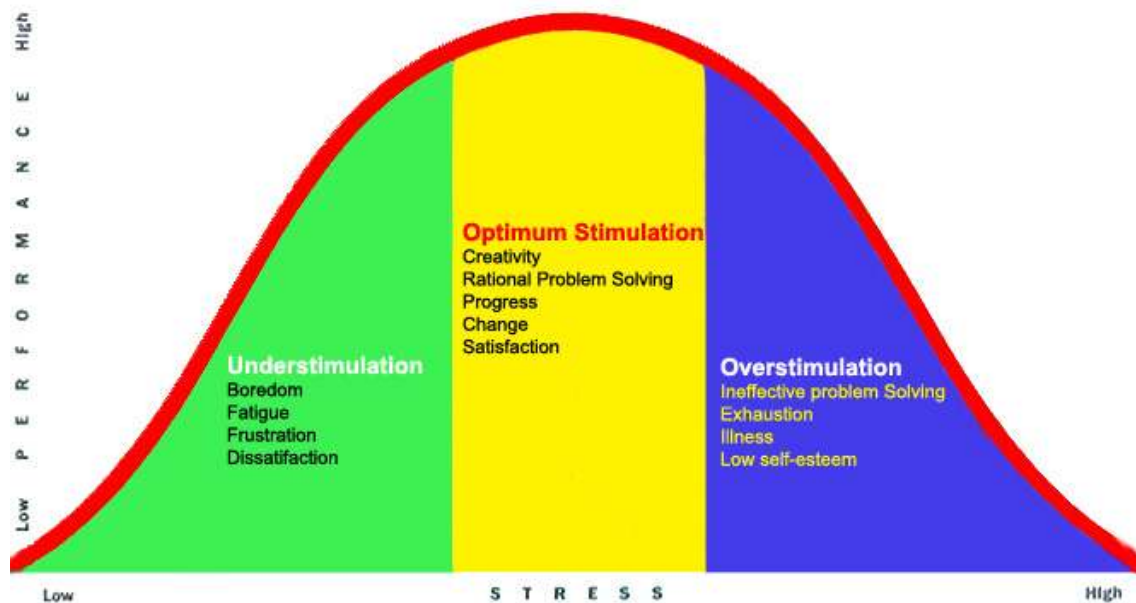 Low PERFORMANCE High
Optimum Stimulation
Creativity
Rational Problem Solving
Progress
Change
Satisfaction
Understimulation
Boredom
Fatigue
Frustration
Dissatifaction
Overstimulation
Ineffective problem Solving
Exhaustion
Illness
Low self-esteem
Low STRESS High